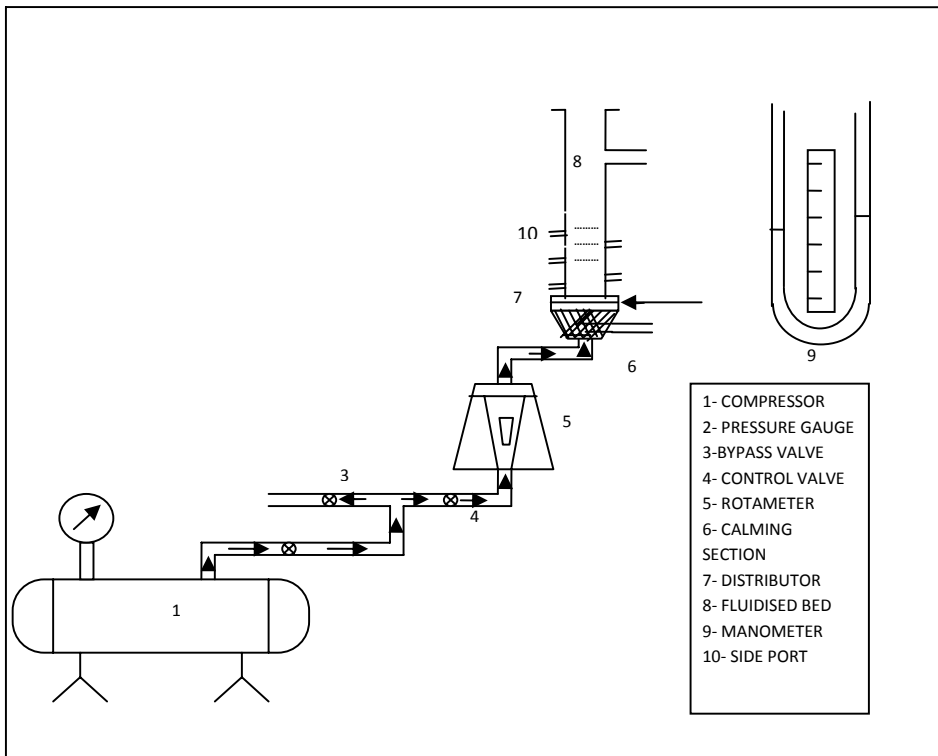 8
10
7
6
9
5
3
4
1
1- COMPRESSOR
2- PRESSURE GAUGE
3-BYPASS VALVE
4- CONTROL VALVE
5- ROTAMETER
6- CALMING
SECTION
7- DISTRIBUTOR
8- FLUIDISED BED
9- MANOMETER
10- SIDE PORT